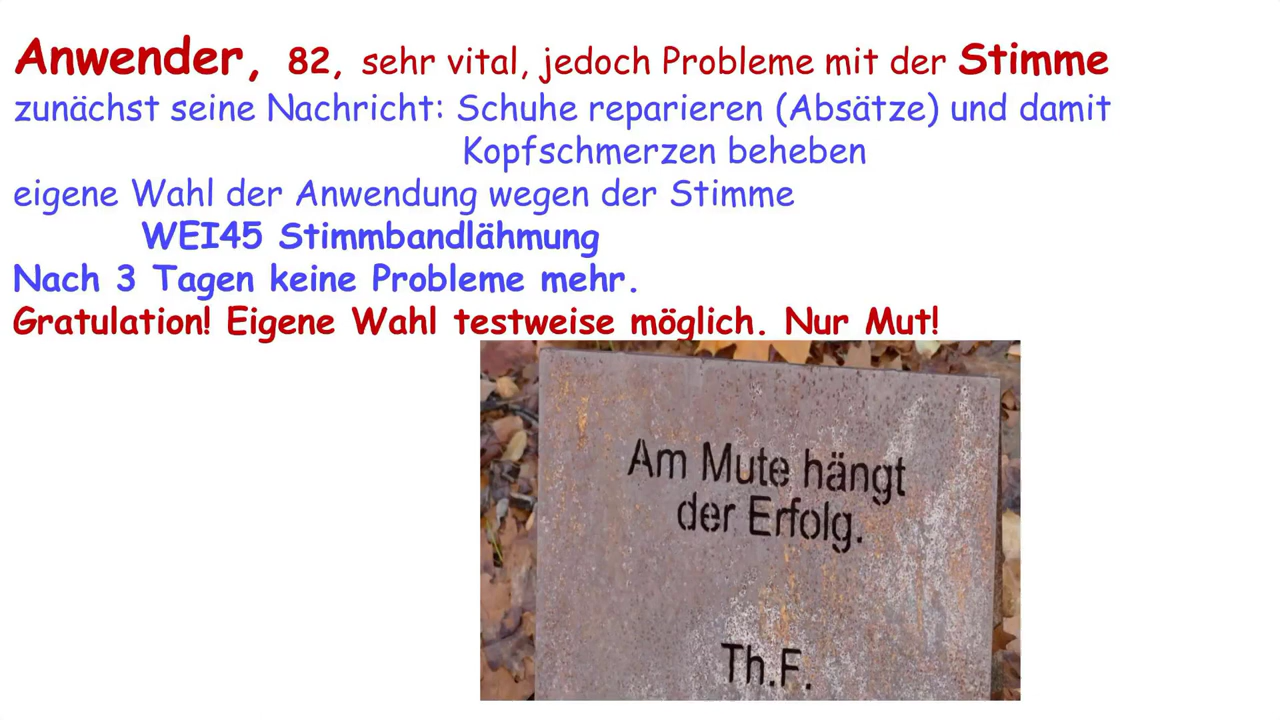 Anwender, 82, sehr vital, jedoch Probleme mit der Stimme
zunächst seine Nachricht: Schuhe reparieren (Absätze) und damit
Kopfschmerzen beheben
eigene Wahl der Anwendung wegen der Stimme
WEI45 Stimmbandlähmung
Nach 3 Tagen keine Probleme mehr.
Gratulation! Eigene Wahl testweise möglich. Nur Mut!
Am Mute hängt
der Erfolg.
Th.F.